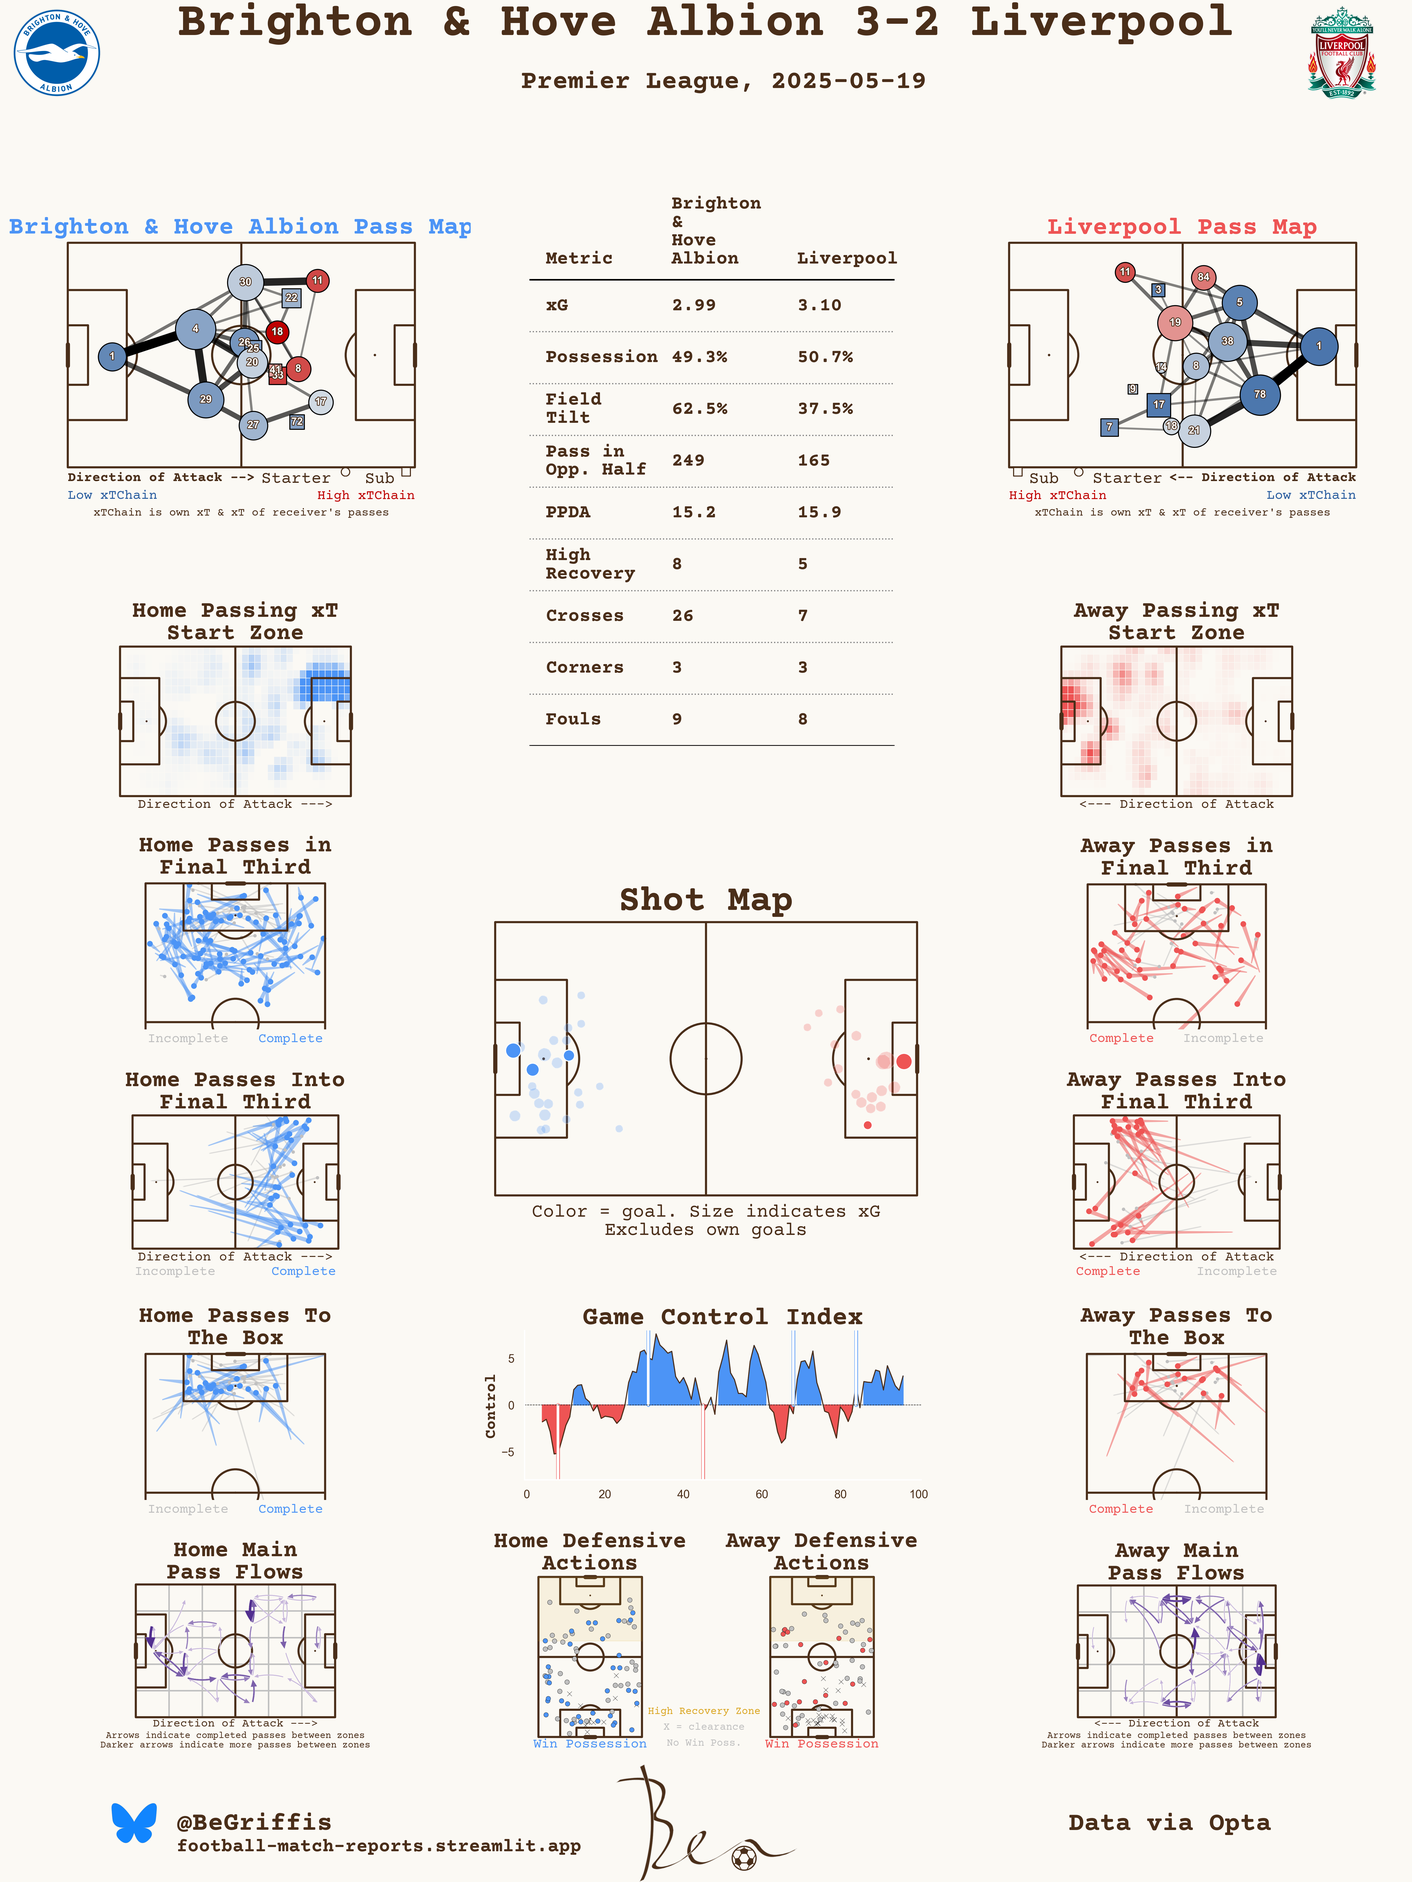 Brighton & Hove Albion 3-2 Liverpool
Premier League, 2025-05-19
BRIGHTON & HOVE
ALBION
YOU'LL NEVER WALK ALONE
LIVERPOOL
FOOTBALL CLUB
EST·1892
Brighton & Hove Albion Pass Map
30
11
22
4
18
26
25
1
20
41
33
8
29
17
27
72
Direction of Attack --> Starter Sub
Low xTChain High xTChain
xTChain is own xT & xT of receiver's passes
Brighton
&
Hove
Metric Albion Liverpool
xG 2.99 3.10
Possession 49.3% 50.7%
Field
Tilt 62.5% 37.5%
Pass in
Opp. Half 249 165
PPDA 15.2 15.9
High
Recovery 8 5
Crosses 26 7
Corners 3 3
Fouls 9 8
Liverpool Pass Map
11
84
3
5
19
38
1
14
8
9
78
17
7
18
21
Sub Starter <-- Direction of Attack
High xTChain Low xTChain
xTChain is own xT & xT of receiver's passes
Home Passing xT
Start Zone
Direction of Attack --->
Away Passing xT
Start Zone
<--- Direction of Attack
Home Passes in
Final Third
Incomplete Complete
Shot Map
Color = goal. Size indicates xG
Excludes own goals
Away Passes in
Final Third
Complete Incomplete
Home Passes Into
Final Third
Direction of Attack --->
Incomplete Complete
Away Passes Into
Final Third
<--- Direction of Attack
Complete Incomplete
Home Passes To
The Box
Incomplete Complete
Game Control Index
Control
5
0
−5
0 20 40 60 80 100
Away Passes To
The Box
Complete Incomplete
Home Main
Pass Flows
Direction of Attack --->
Arrows indicate completed passes between zones
Darker arrows indicate more passes between zones
Home Defensive
Actions
Win Possession
Away Defensive
Actions
Win Possession
High Recovery Zone
X = clearance
No Win Poss.
Away Main
Pass Flows
<--- Direction of Attack
Arrows indicate completed passes between zones
Darker arrows indicate more passes between zones
@BeGriffis
football-match-reports.streamlit.app
Ben
Data via Opta